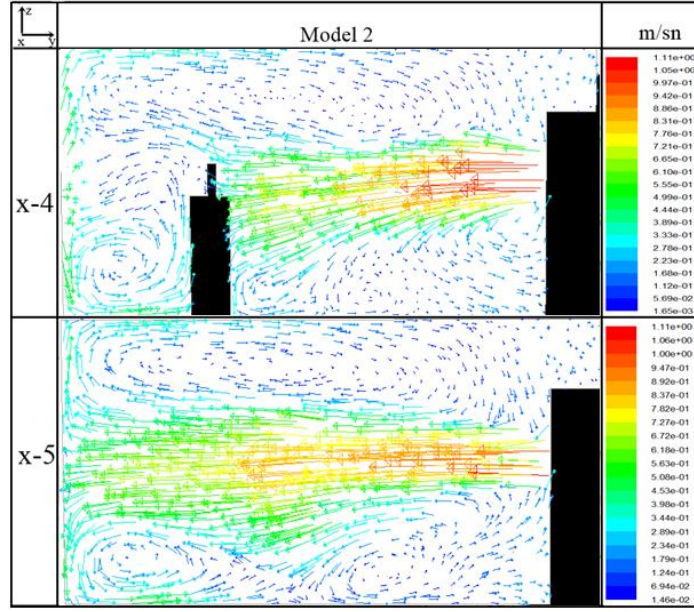 z
x y
Model 2
m/sn
x-4
1.11e+00
1.05e+00
9.97e-01
9.42e-01
8.86e-01
8.31e-01
7.76e-01
7.21e-01
6.65e-01
6.10e-01
5.55e-01
4.99e-01
4.44e-01
3.89e-01
3.33e-01
2.78e-01
2.23e-01
1.68e-01
1.12e-01
5.69e-02
1.65e-03
x-5
1.11e+00
1.06e+00
1.00e+00
9.47e-01
8.92e-01
8.37e-01
7.82e-01
7.27e-01
6.72e-01
6.18e-01
5.63e-01
5.08e-01
4.53e-01
3.98e-01
3.44e-01
2.89e-01
2.34e-01
1.79e-01
1.24e-01
6.94e-02
1.46e-02